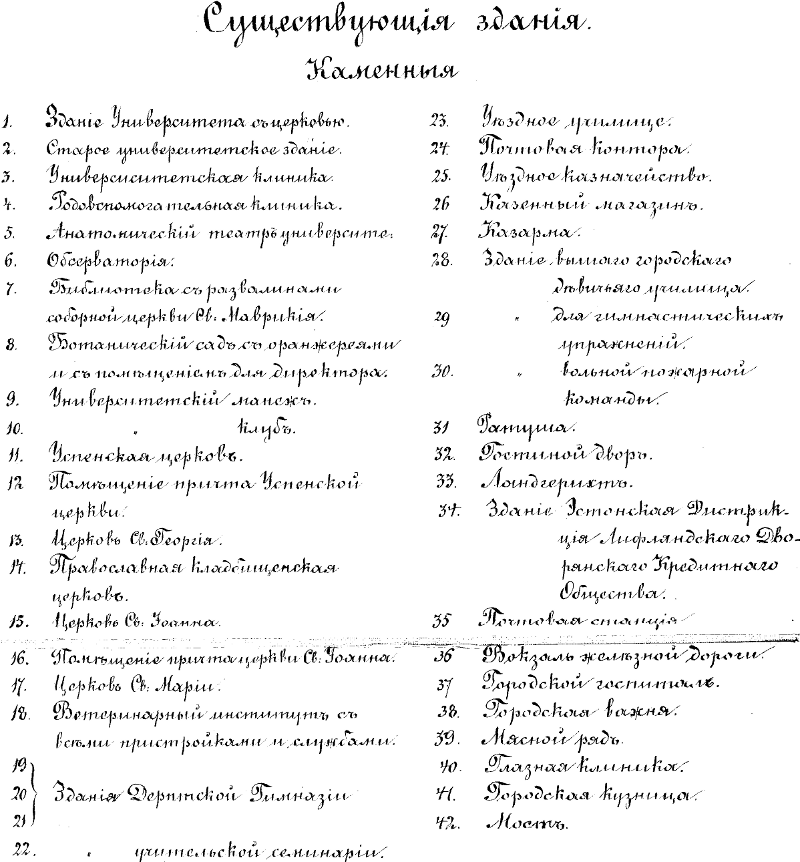 Существующія зданія.
Каменныя
1. Зданіе Университета съ церковью.
2. Старое университетское зданіе.
3. Университетская клиника.
4. Родовспомогательная клиника.
5. Анатомическій театръ университе:
6. Обсерваторія.
7. Библіотека съ развалинами
соборной церкви Св: Маврикія.
8. Ботаническій садъ съ оранжереями
и съ помѣщеніемъ для директора.
9. Университетскій манежъ.
10. " клубъ.
11. Успенская церковь.
12 Помѣщеніе причта Успенской
церкви.
13. Церковь Св. Георгія.
14. Православная кладбищенская
церковь.
15. Церковь Св: Іоанна.
16. Помѣщеніе причта церкви Св: Іоанна.
17. Церковь Св: Маріи.
18. Ветеринарный институтъ съ
всѣми пристройками и службами.
19
20 Зданія Дерптской Гимназіи
21
22. " учительской семинаріи.
23. Уѣздное училище.
24. Почтовая контора.
25. Уѣздное казначейство.
26 Казенный магазинъ.
27. Казарма.
28. Зданіе вышаго городскаго
дѣвичьяго училища.
29 " для гимнастическихъ
упражненій.
30. " вольной пожарной
команды.
31 Ратуша.
32. Гостиной дворъ.
33. Ландгерихтъ.
34. Зданіе Эстонская Дистрик-
ція Лифляндскаго Дво-
рянскаго Кредитнаго
Общества.
35 Почтовая станція
36 Вокзалъ желѣзной дороги.
37 Городской госпиталь.
38. Городская важня.
39. Мясной рядъ.
40. Глазная клиника.
41. Городская кузница.
42. Мостъ.